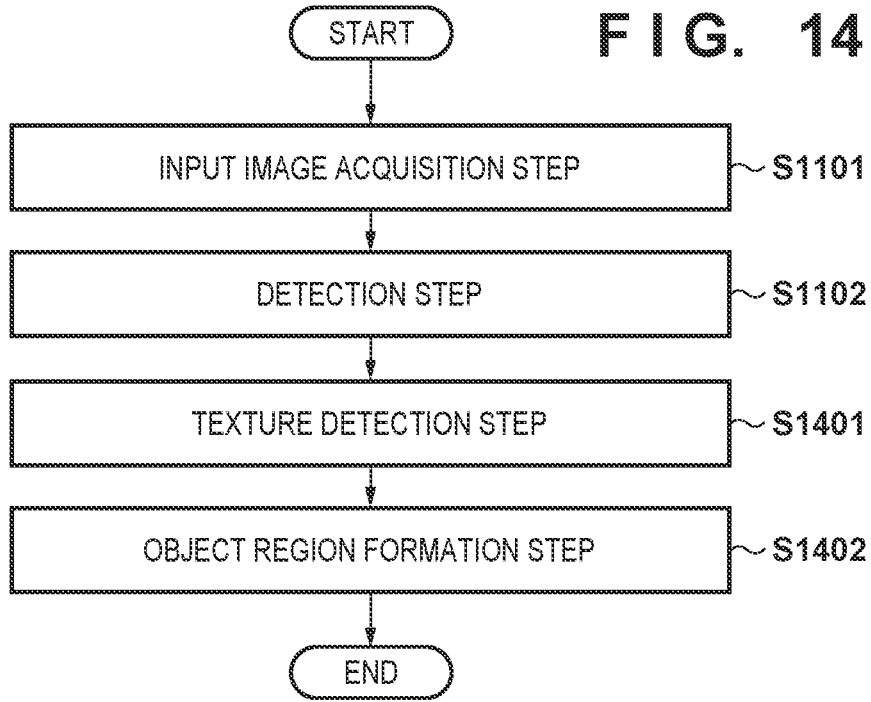 START
F I G. 14
INPUT IMAGE ACQUISITION STEP
S1101
DETECTION STEP
S1102
TEXTURE DETECTION STEP
S1401
OBJECT REGION FORMATION STEP
S1402
END